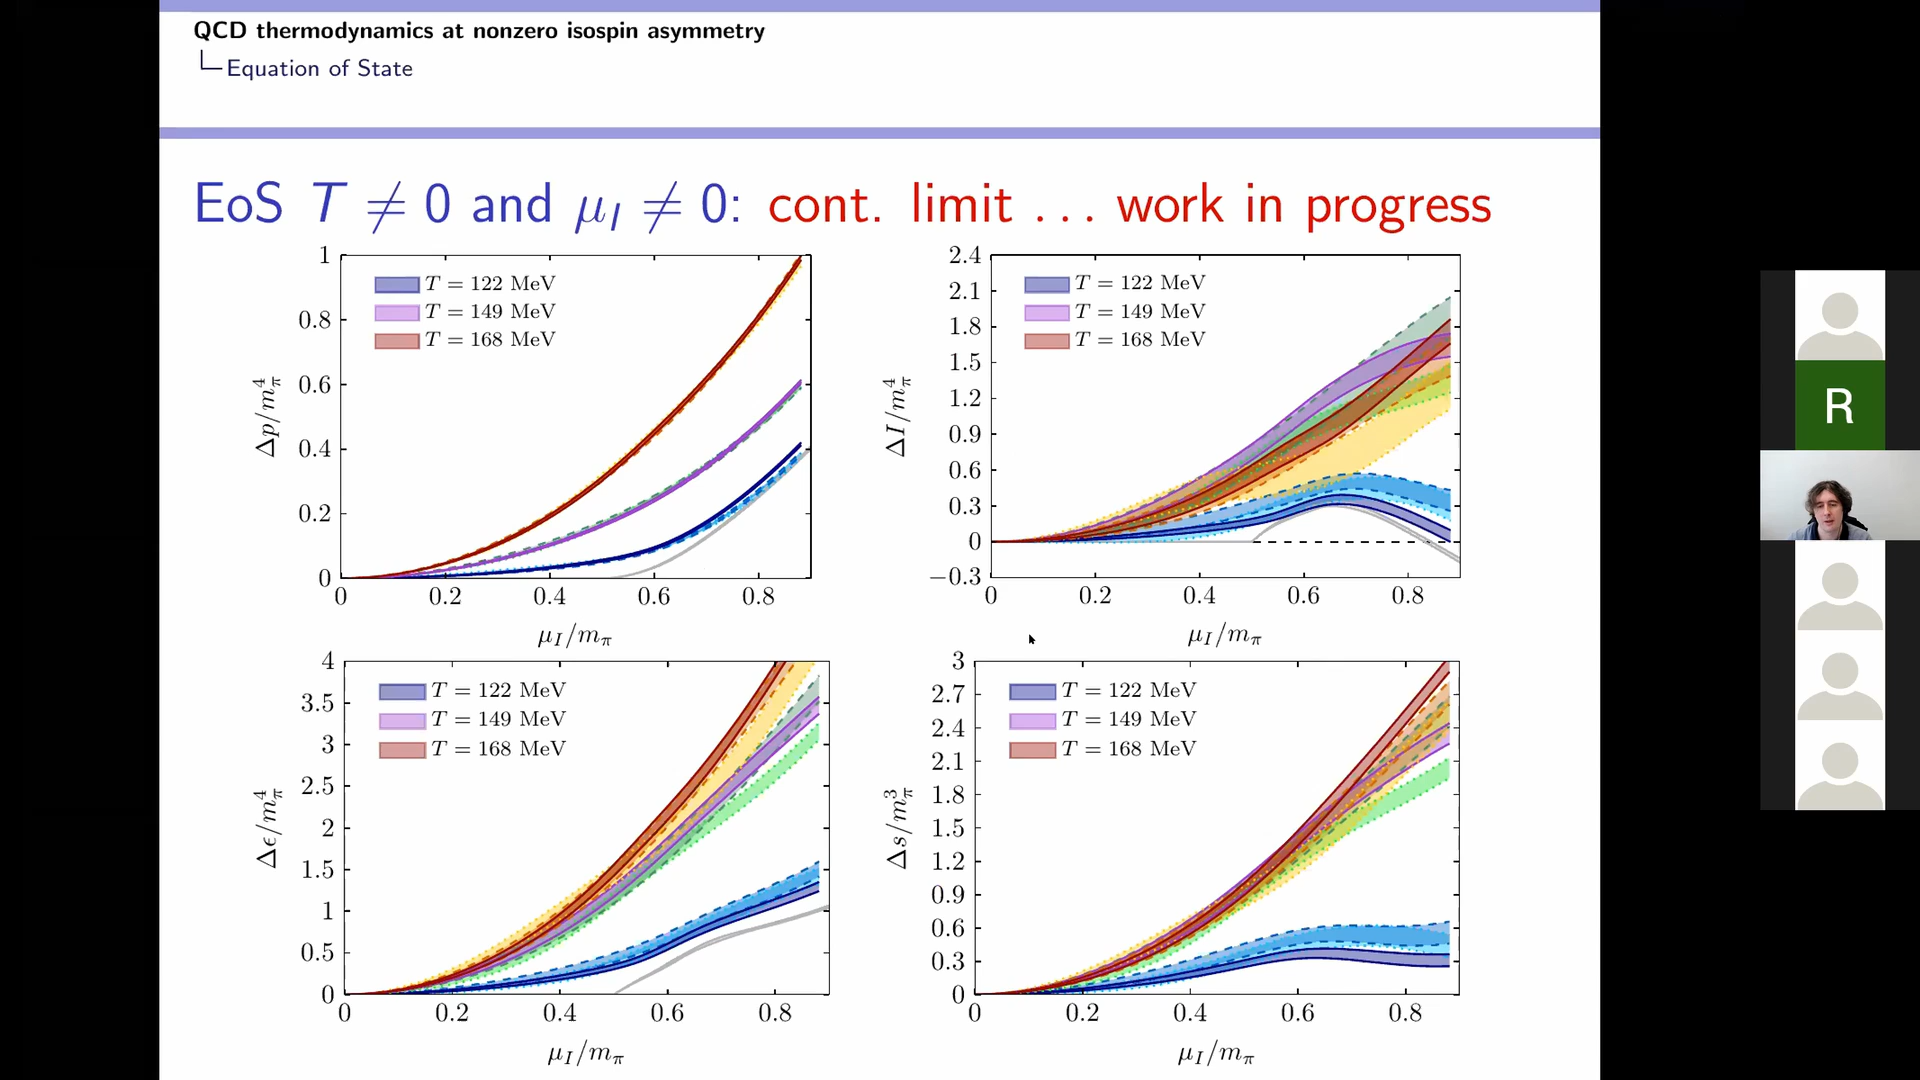 QCD thermodynamics at nonzero isospin asymmetry
Equation of State
EoS T ≠ 0 and μ_I ≠ 0: cont. limit ... work in progress
1
0.8
0.6
0.4
0.2
0
Δp/m_π^4
T = 122 MeV
T = 149 MeV
T = 168 MeV
0 0.2 0.4 0.6 0.8
μ_I/m_π
2.4
2.1
1.8
1.5
1.2
0.9
0.6
0.3
0
−0.3
ΔI/m_π^4
T = 122 MeV
T = 149 MeV
T = 168 MeV
0 0.2 0.4 0.6 0.8
μ_I/m_π
R
4
3.5
3
2.5
2
1.5
1
0.5
0
Δϵ/m_π^4
T = 122 MeV
T = 149 MeV
T = 168 MeV
0 0.2 0.4 0.6 0.8
μ_I/m_π
3
2.7
2.4
2.1
1.8
1.5
1.2
0.9
0.6
0.3
0
Δs/m_π^3
T = 122 MeV
T = 149 MeV
T = 168 MeV
0 0.2 0.4 0.6 0.8
μ_I/m_π